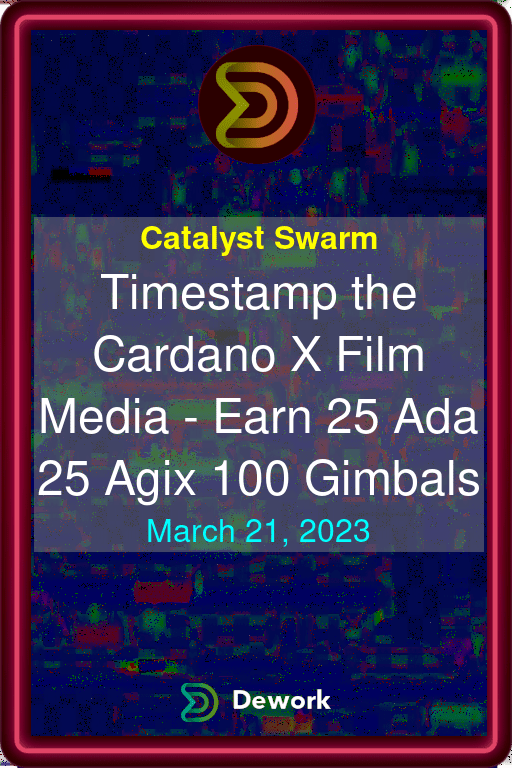 Catalyst Swarm
Timestamp the
Cardano X Film
Media - Earn 25 Ada
25 Agix 100 Gimbals
March 21, 2023
Dework